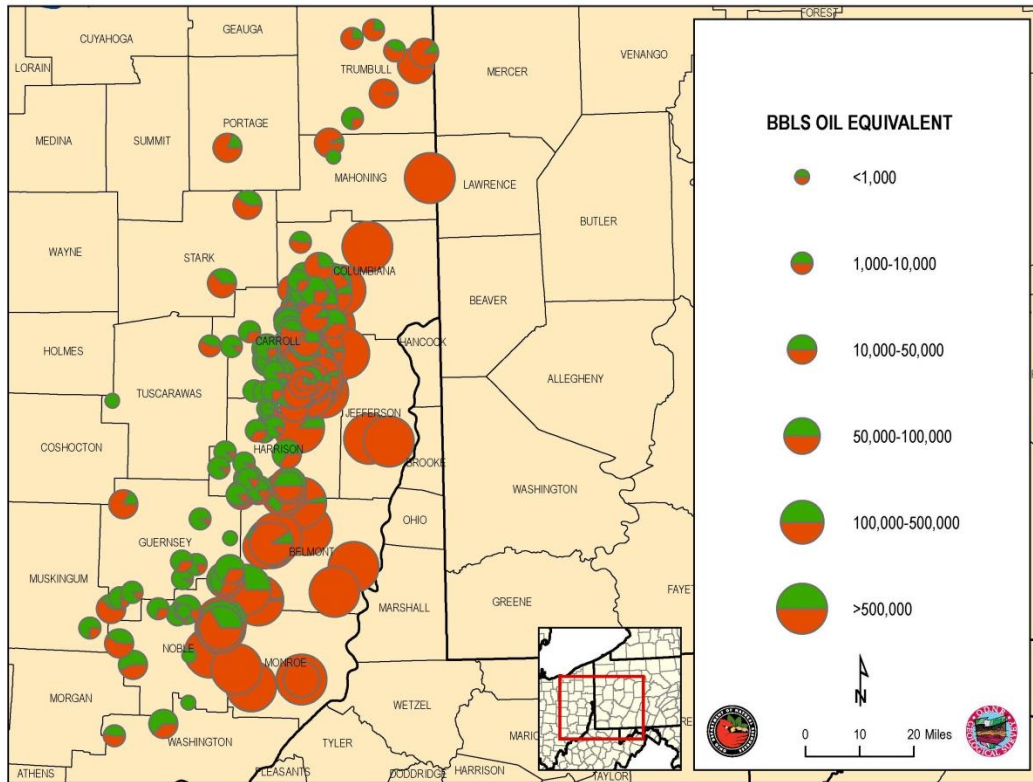 FOREST
CUYAHOGA
GEAUGA
LORAIN
TRUMBULL
MERCER
VENANGO
MEDINA
SUMMIT
PORTAGE
MAHONING
LAWRENCE
BUTLER
WAYNE
STARK
COLUMBIANA
BEAVER
HOLMES
CARROLL
HANCOCK
ALLEGHENY
TUSCARAWAS
JEFFERSON
COSHOCTON
HARRISON
BROOKE
WASHINGTON
OHIO
GUERNSEY
BELMONT
MUSKINGUM
MARSHALL
GREENE
FAYET
NOBLE
MONROE
MORGAN
WETZEL
WASHINGTON
TYLER
ATHENS
PLEASANTS
DODDRIDGE
HARRISON
TAYLOR
BBLS OIL EQUIVALENT
<1,000
1,000-10,000
10,000-50,000
50,000-100,000
100,000-500,000
>500,000
N
0 10 20 Miles